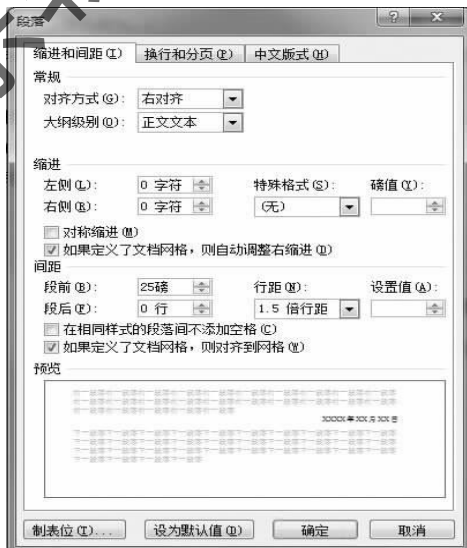 段落
缩进和间距(I) 换行和分页(P) 中文版式(H)
常规
对齐方式(G): 右对齐
大纲级别(O): 正文文本
缩进
左侧(L): 0 字符 特殊格式(S): 磅值(Y):
右侧(R): 0 字符 (无)
对称缩进(M)
如果定义了文档网格，则自动调整右缩进(D)
间距
段前(B): 25磅 行距(N): 设置值(A):
段后(F): 0 行 1.5 倍行距
在相同样式的段落间不添加空格(C)
如果定义了文档网格，则对齐到网格(W)
预览
XXXX年XX月XX日
制表位(T)... 设为默认值(D) 确定 取消